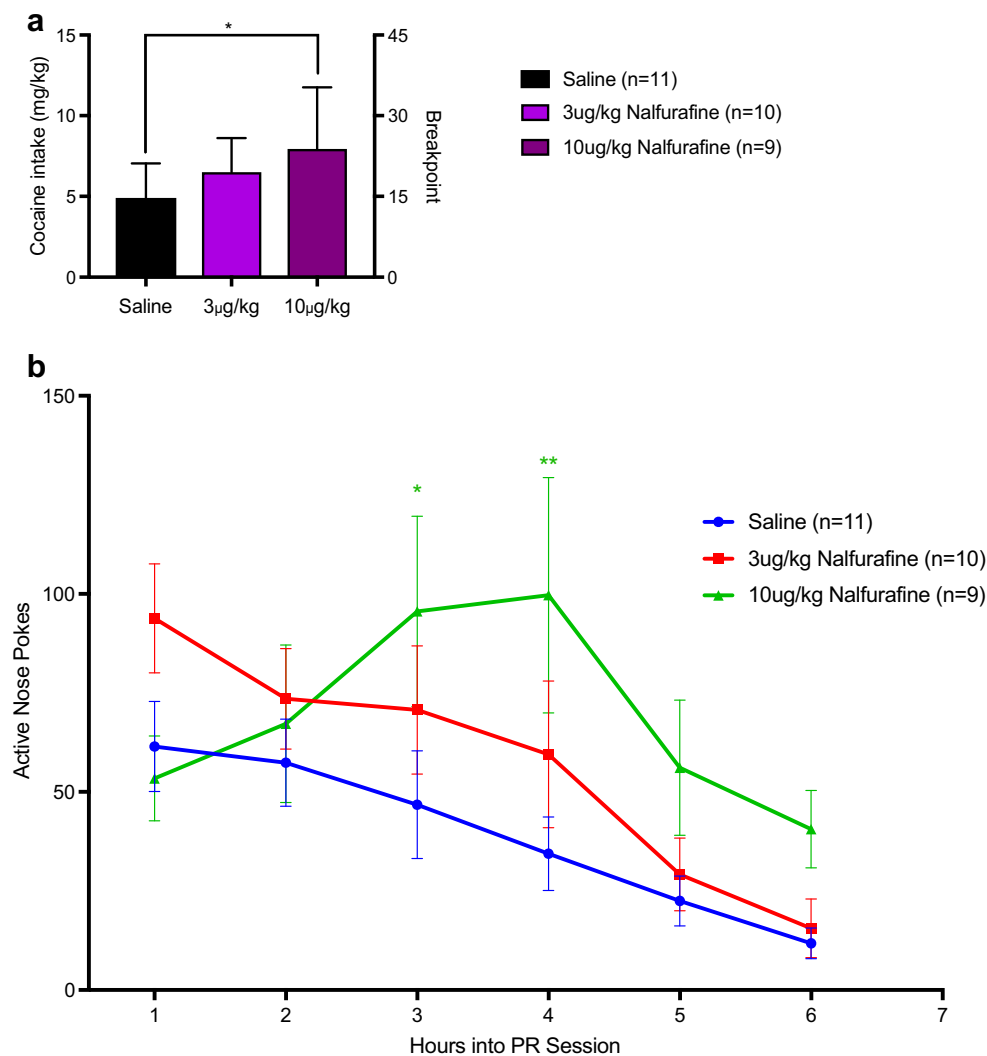 a
*
15
10
5
0
Cocaine intake (mg/kg)
45
30
15
0
Breakpoint
Saline 3µg/kg 10µg/kg
Saline (n=11)
3ug/kg Nalfurafine (n=10)
10ug/kg Nalfurafine (n=9)
b
150
100
50
0
Active Nose Pokes
*
**
Saline (n=11)
3ug/kg Nalfurafine (n=10)
10ug/kg Nalfurafine (n=9)
1 2 3 4 5 6 7
Hours into PR Session